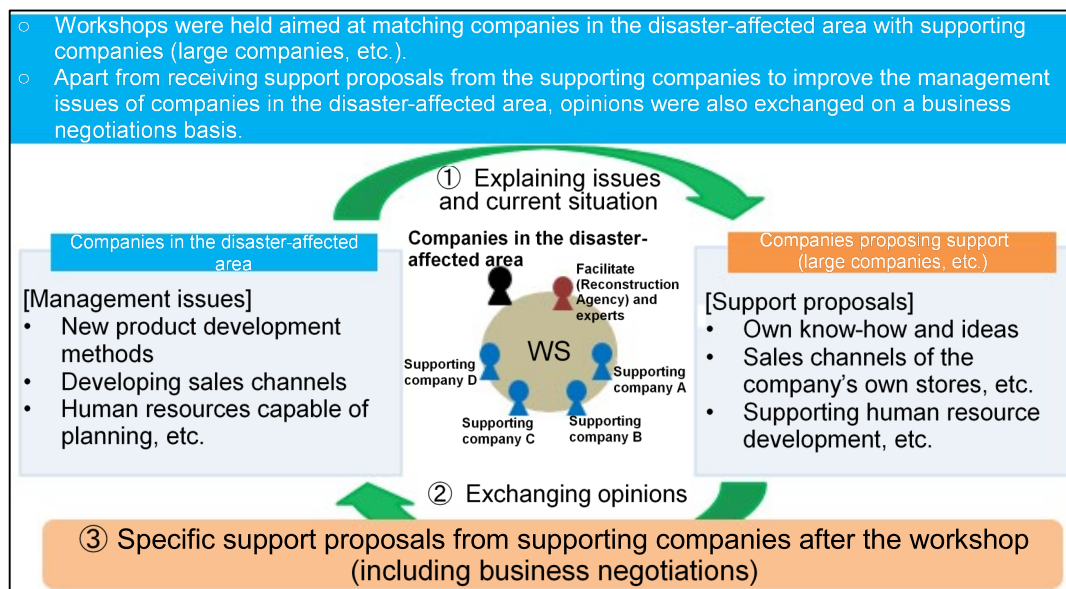 ○ Workshops were held aimed at matching companies in the disaster-affected area with supporting
companies (large companies, etc.).
○ Apart from receiving support proposals from the supporting companies to improve the management
issues of companies in the disaster-affected area, opinions were also exchanged on a business
negotiations basis.
① Explaining issues
and current situation
Companies in the disaster-affected
area
[Management issues]
• New product development
methods
• Developing sales channels
• Human resources capable of
planning, etc.
Companies in the disaster-
affected area
Facilitate
(Reconstruction
Agency) and
experts
WS
Supporting
company D
Supporting
company A
Supporting
company C
Supporting
company B
Companies proposing support
(large companies, etc.)
[Support proposals]
• Own know-how and ideas
• Sales channels of the
company’s own stores, etc.
• Supporting human resource
development, etc.
② Exchanging opinions
③ Specific support proposals from supporting companies after the workshop
(including business negotiations)